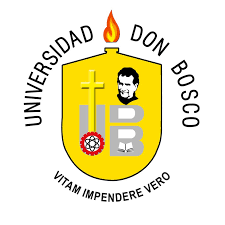 UNIVERSIDAD DON BOSCO
UDB
VITAM IMPENDERE VERO